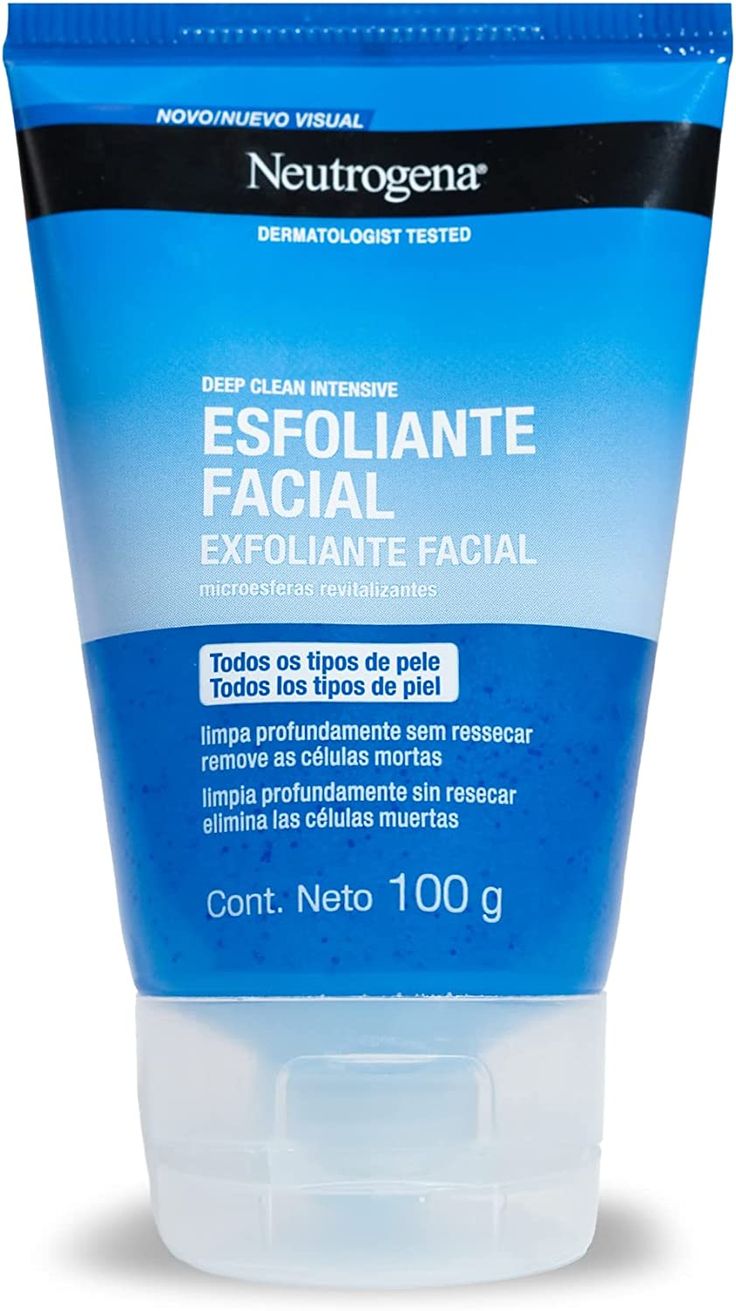 NOVO/NUEVO VISUAL
Neutrogena®
DERMATOLOGIST TESTED
DEEP CLEAN INTENSIVE
ESFOLIANTE
FACIAL
EXFOLIANTE FACIAL
microesferas revitalizantes
Todos os tipos de pele
Todos los tipos de piel
limpa profundamente sem ressecar
remove as células mortas
limpia profundamente sin resecar
elimina las células muertas
Cont. Neto 100 g